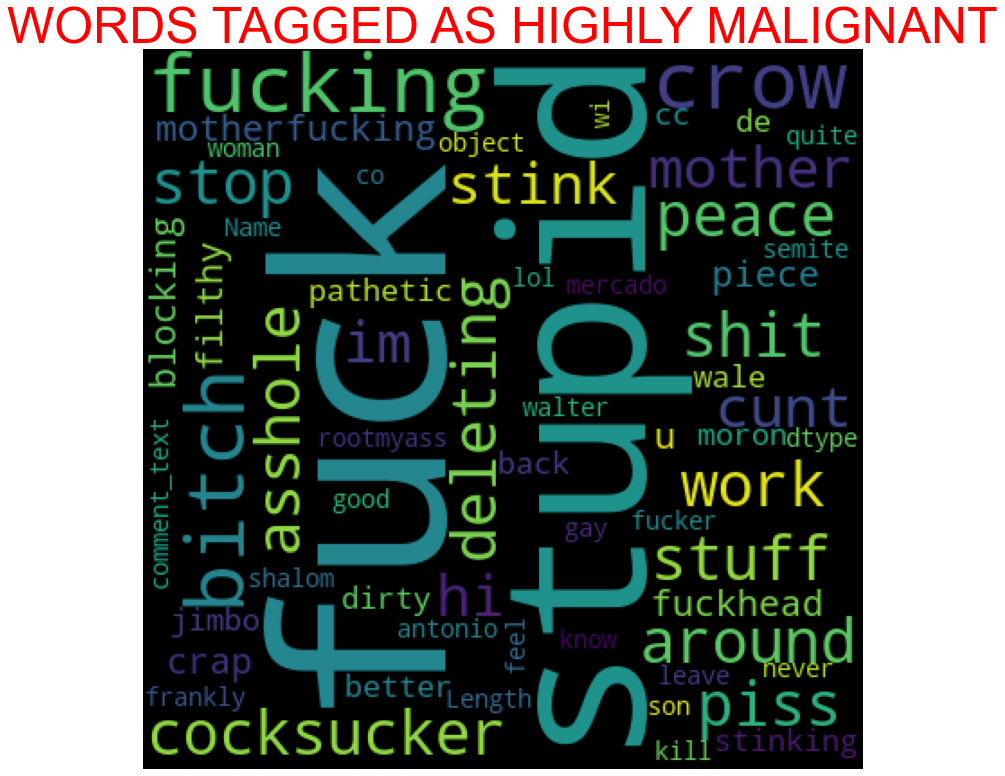 WORDS TAGGED AS HIGHLY MALIGNANT
fucking
crow
motherfucking
object
wi
cc
de
quite
woman
stop
co
stink
mother
Name
peace
semite
blocking
filthy
pathetic
lol
mercado
piece
im
deleting
shit
asshole
fuck
stupid
wale
walter
cunt
bitch
rootmyass
u
moron
dtype
back
work
comment_text
good
gay
fucker
stuff
shalom
dirty
hi
fuckhead
jimbo
antonio
feel
know
around
crap
leave
never
frankly
better
Length
son
piss
cocksucker
kill
stinking